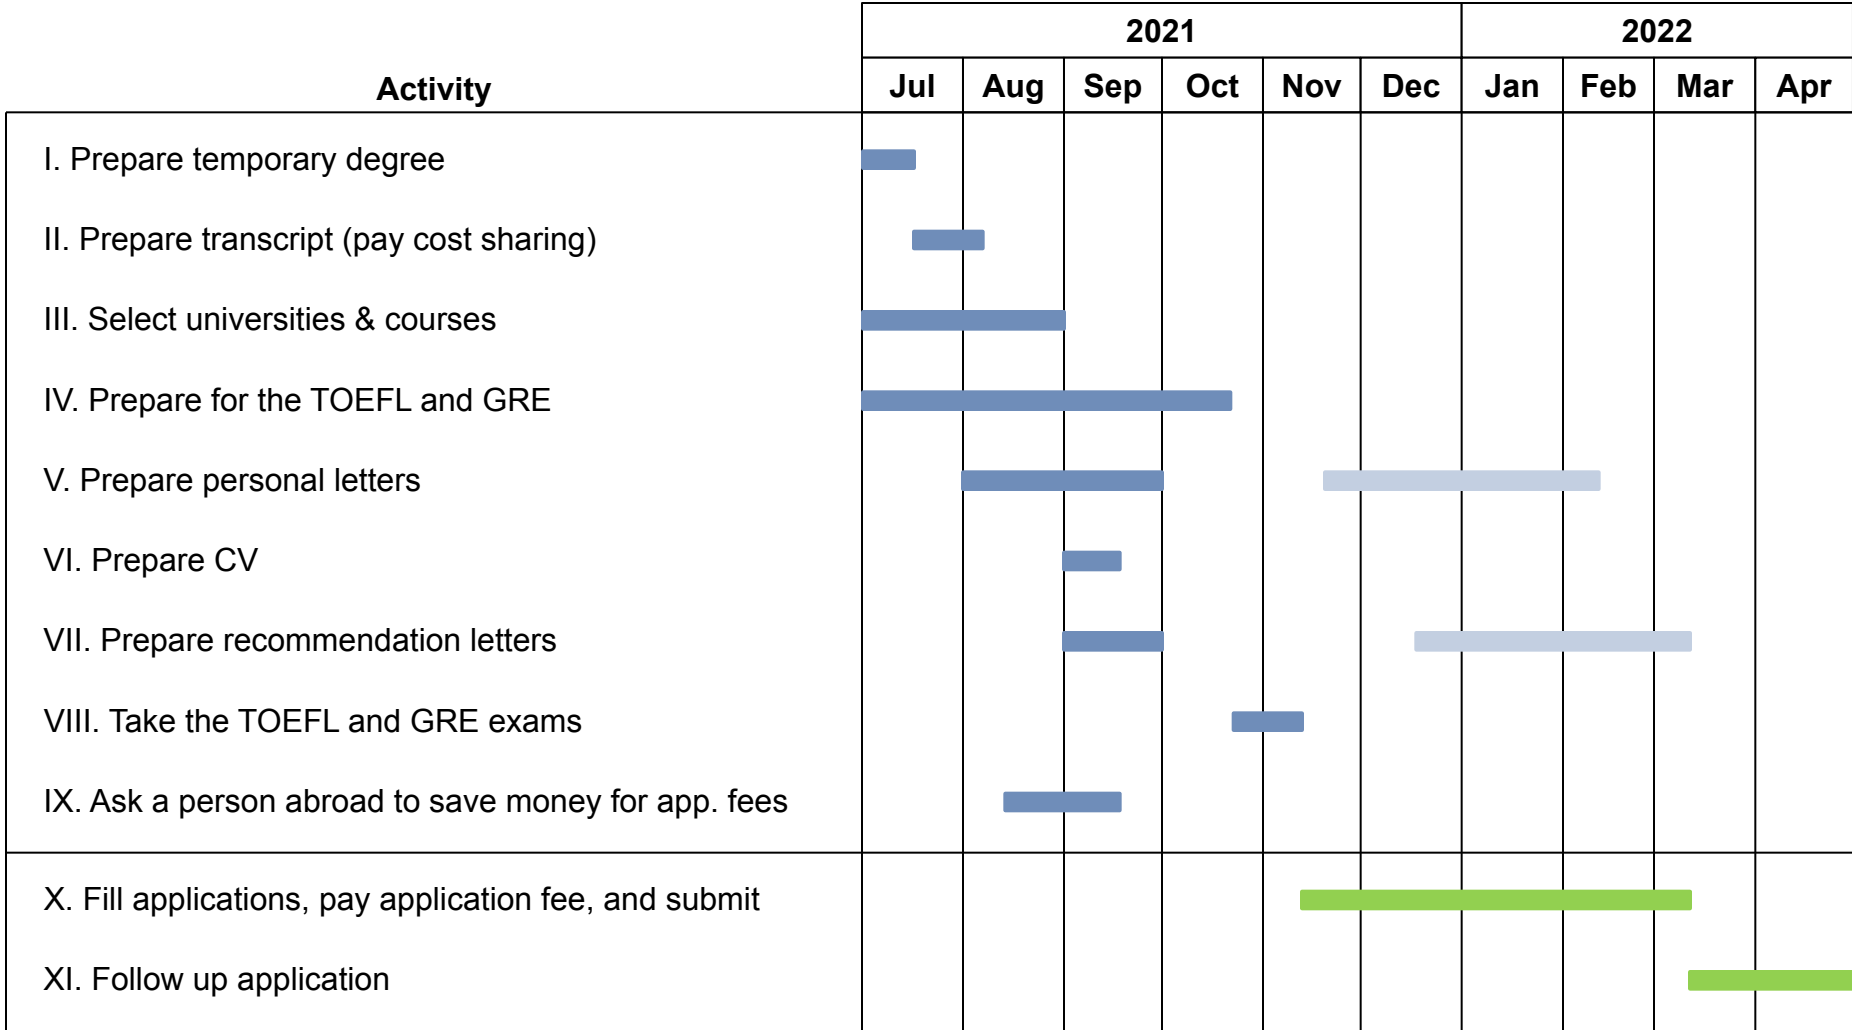 2021 2022
Activity Jul Aug Sep Oct Nov Dec Jan Feb Mar Apr
I. Prepare temporary degree
II. Prepare transcript (pay cost sharing)
III. Select universities & courses
IV. Prepare for the TOEFL and GRE
V. Prepare personal letters
VI. Prepare CV
VII. Prepare recommendation letters
VIII. Take the TOEFL and GRE exams
IX. Ask a person abroad to save money for app. fees
X. Fill applications, pay application fee, and submit
XI. Follow up application